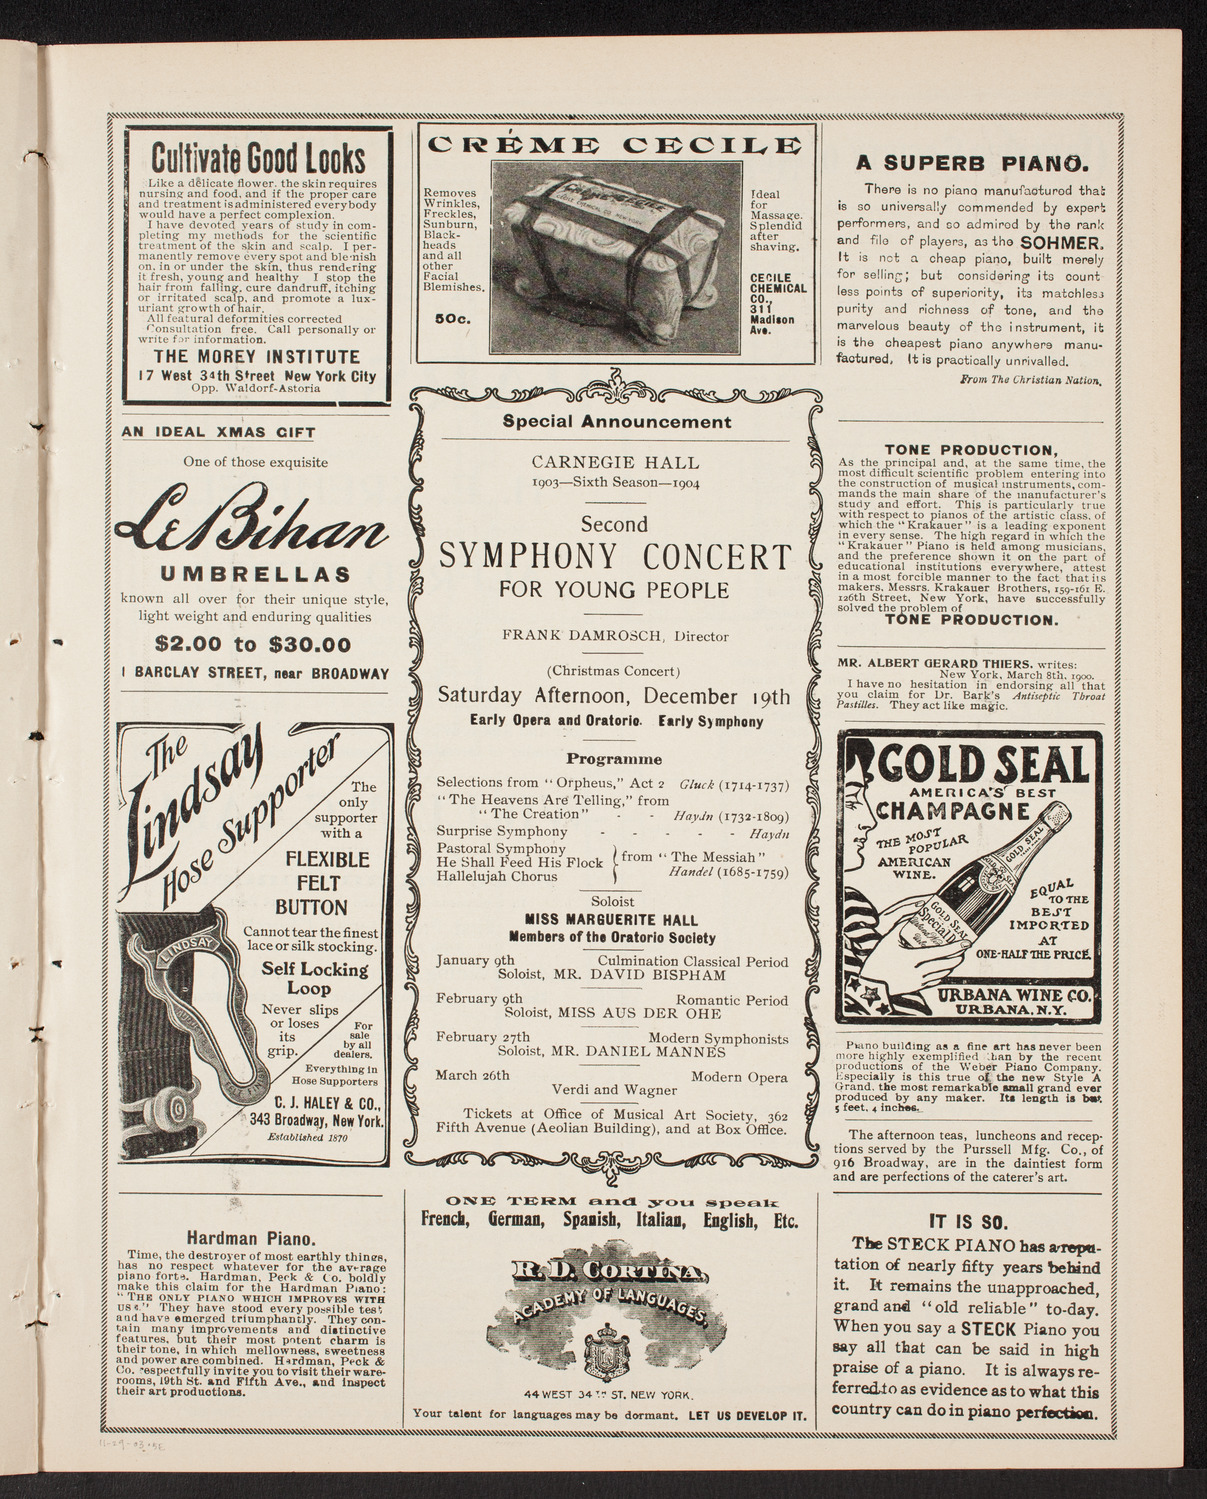 Cultivate Good Looks
Like a delicate flower, the skin requires
nursing and food, and if the proper care
and treatment is administered everybody
would have a perfect complexion.
I have devoted years of study in com-
pleting my methods for the scientific
treatment of the skin and scalp. I per-
manently remove every spot and blemish
on, in or under the skin, thus rendering
it fresh, young and healthy I stop the
hair from falling, cure dandruff, itching
or irritated scalp, and promote a lux-
uriant growth of hair.
All featural deformities corrected
Consultation free. Call personally or
write for information.
THE MOREY INSTITUTE
17 West 34th Street New York City
Opp. Waldorf-Astoria
AN IDEAL XMAS GIFT
One of those exquisite
Le Bihan
UMBRELLAS
known all over for their unique style,
light weight and enduring qualities
$2.00 to $30.00
1 BARCLAY STREET, near BROADWAY
The
Lindsay
Hose Supporter
The
only
supporter
with a
FLEXIBLE
FELT
BUTTON
Cannot tear the finest
lace or silk stocking.
Self Locking
Loop
Never slips
or loses
its
grip.
For
sale
by all
dealers.
Everything in
Hose Supporters
C. J. HALEY & CO.,
343 Broadway, New York.
Established 1870
LINDSAY
Hardman Piano.
Time, the destroyer of most earthly things,
has no respect whatever for the average
piano forte. Hardman, Peck & Co. boldly
make this claim for the Hardman Piano:
"THE ONLY PIANO WHICH IMPROVES WITH
USE." They have stood every possible test
and have emerged triumphantly. They con-
tain many improvements and distinctive
features, but their most potent charm is
their tone, in which mellowness, sweetness
and power are combined. Hardman, Peck &
Co. respectfully invite you to visit their ware-
rooms, 19th St. and Fifth Ave., and inspect
their art productions.
CRÉME CECILE
Removes
Wrinkles,
Freckles,
Sunburn,
Black-
heads
and all
other
Facial
Blemishes.
50c.
CRÉME-CECILE
CECILE CHEMICAL CO. NEW YORK
Ideal
for
Massage.
Splendid
after
shaving.
CECILE
CHEMICAL
CO.,
311
Madison
Ave.
Special Announcement
CARNEGIE HALL
1903—Sixth Season—1904
Second
SYMPHONY CONCERT
FOR YOUNG PEOPLE
FRANK DAMROSCH, Director
(Christmas Concert)
Saturday Afternoon, December 19th
Early Opera and Oratorio. Early Symphony
Programme
Selections from "Orpheus," Act 2 Gluck (1714-1737)
"The Heavens Are Telling," from
"The Creation" - - Haydn (1732-1809)
Surprise Symphony - - - - - Haydn
Pastoral Symphony
He Shall Feed His Flock
Hallelujah Chorus
from "The Messiah"
Handel (1685-1759)
Soloist
MISS MARGUERITE HALL
Members of the Oratorio Society
January 9th Culmination Classical Period
Soloist, MR. DAVID BISPHAM
February 9th Romantic Period
Soloist, MISS AUS DER OHE
February 27th Modern Symphonists
Soloist, MR. DANIEL MANNES
March 26th Modern Opera
Verdi and Wagner
Tickets at Office of Musical Art Society, 362
Fifth Avenue (Aeolian Building), and at Box Office.
ONE TERM and you speak
French, German, Spanish, Italian, English, Etc.
R. D. CORTINA
ACADEMY OF LANGUAGES,
44 WEST 34TH ST. NEW YORK.
Your talent for languages may be dormant. LET US DEVELOP IT.
A SUPERB PIANO.
There is no piano manufactured that
is so universally commended by expert
performers, and so admired by the rank
and file of players, as the SOHMER.
It is not a cheap piano, built merely
for selling; but considering its count
less points of superiority, its matchless
purity and richness of tone, and the
marvelous beauty of the instrument, it
is the cheapest piano anywhere manu-
factured. It is practically unrivalled.
From The Christian Nation.
TONE PRODUCTION,
As the principal and, at the same time, the
most difficult scientific problem entering into
the construction of musical instruments, com-
mands the main share of the manufacturer's
study and effort. This is particularly true
with respect to pianos of the artistic class, of
which the "Krakauer" is a leading exponent
in every sense. The high regard in which the
"Krakauer" Piano is held among musicians,
and the preference shown it on the part of
educational institutions everywhere, attest
in a most forcible manner to the fact that its
makers, Messrs. Krakauer Brothers, 159-161 E.
126th Street, New York, have successfully
solved the problem of
TONE PRODUCTION.
MR. ALBERT GERARD THIERS, writes:
New York, March 8th, 1900.
I have no hesitation in endorsing all that
you claim for Dr. Bark's Antiseptic Throat
Pastilles. They act like magic.
GOLD SEAL
AMERICA'S BEST
CHAMPAGNE
THE MOST
POPULAR
AMERICAN
WINE.
GOLD SEAL
GOLD SEAL
Special Dry
EQUAL
TO THE
BEST
IMPORTED
AT
ONE-HALF THE PRICE.
URBANA WINE CO.
URBANA, N.Y.
Piano building as a fine art has never been
more highly exemplified than by the recent
productions of the Weber Piano Company.
Especially is this true of the new Style A
Grand, the most remarkable small grand ever
produced by any maker. Its length is but
5 feet, 4 inches.
The afternoon teas, luncheons and recep-
tions served by the Purssell Mfg. Co., of
916 Broadway, are in the daintiest form
and are perfections of the caterer's art.
IT IS SO.
The STECK PIANO has a repu-
tation of nearly fifty years behind
it. It remains the unapproached,
grand and "old reliable" to-day.
When you say a STECK Piano you
say all that can be said in high
praise of a piano. It is always re-
ferred to as evidence as to what this
country can do in piano perfection.